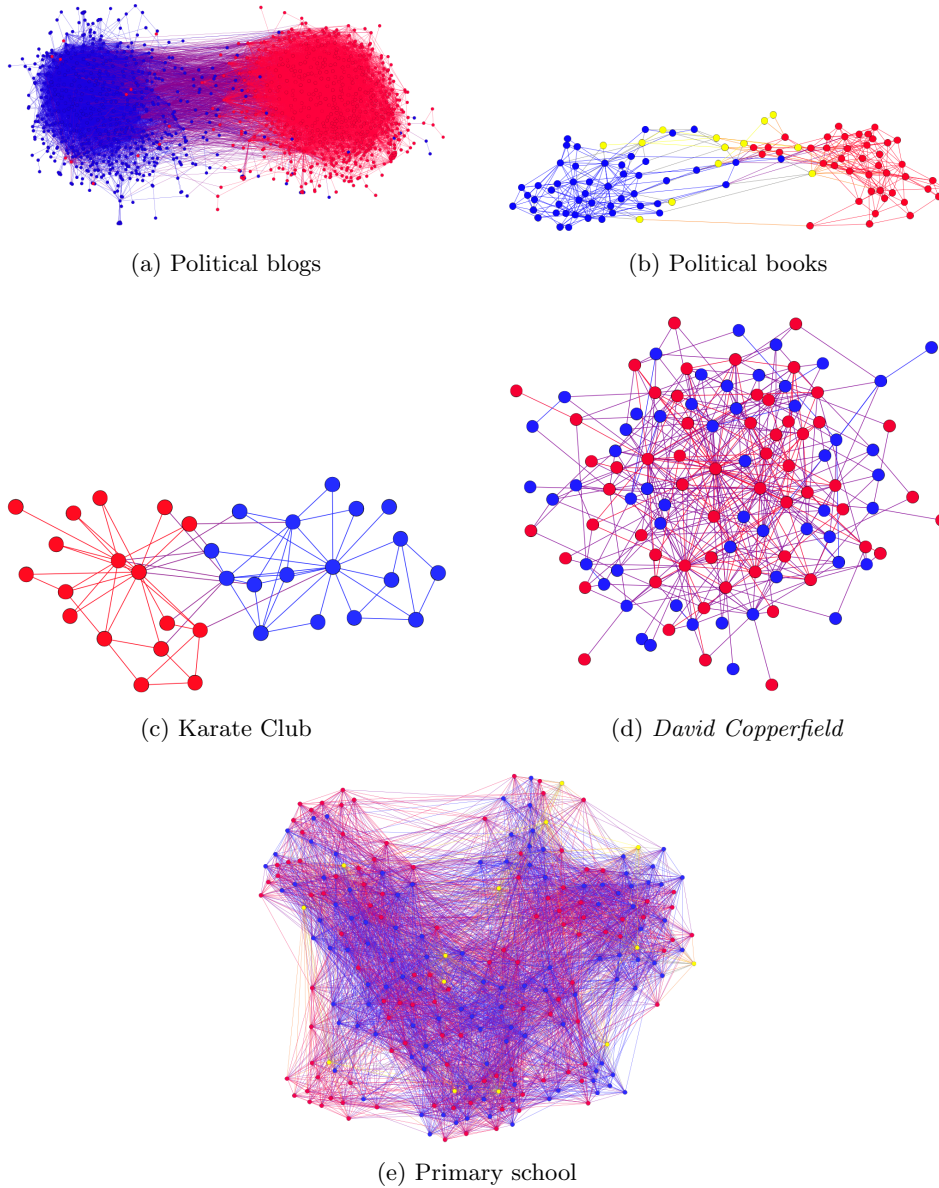 (a) Political blogs
(b) Political books
(c) Karate Club
(d) David Copperfield
(e) Primary school